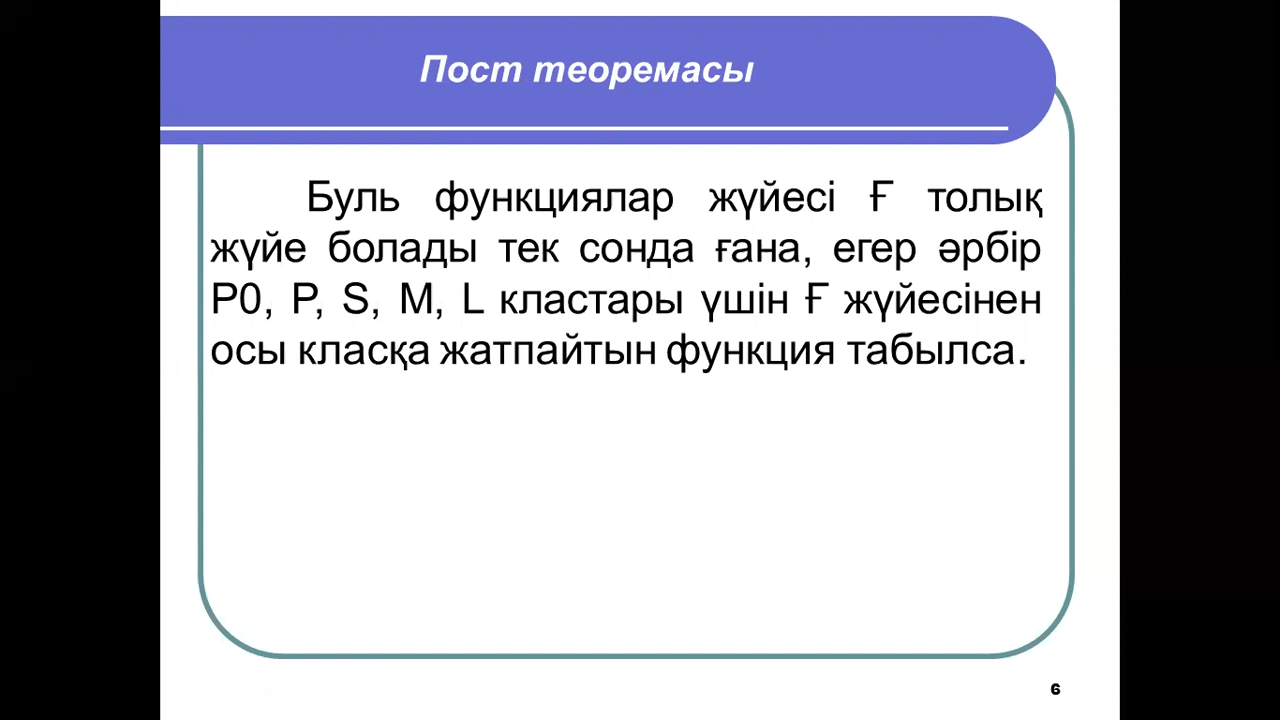 Пост теоремасы
Буль функциялар жүйесі Ғ толық
жүйе болады тек сонда ғана, егер әрбір
P0, P, S, M, L кластары үшін Ғ жүйесінен
осы класқа жатпайтын функция табылса.
6